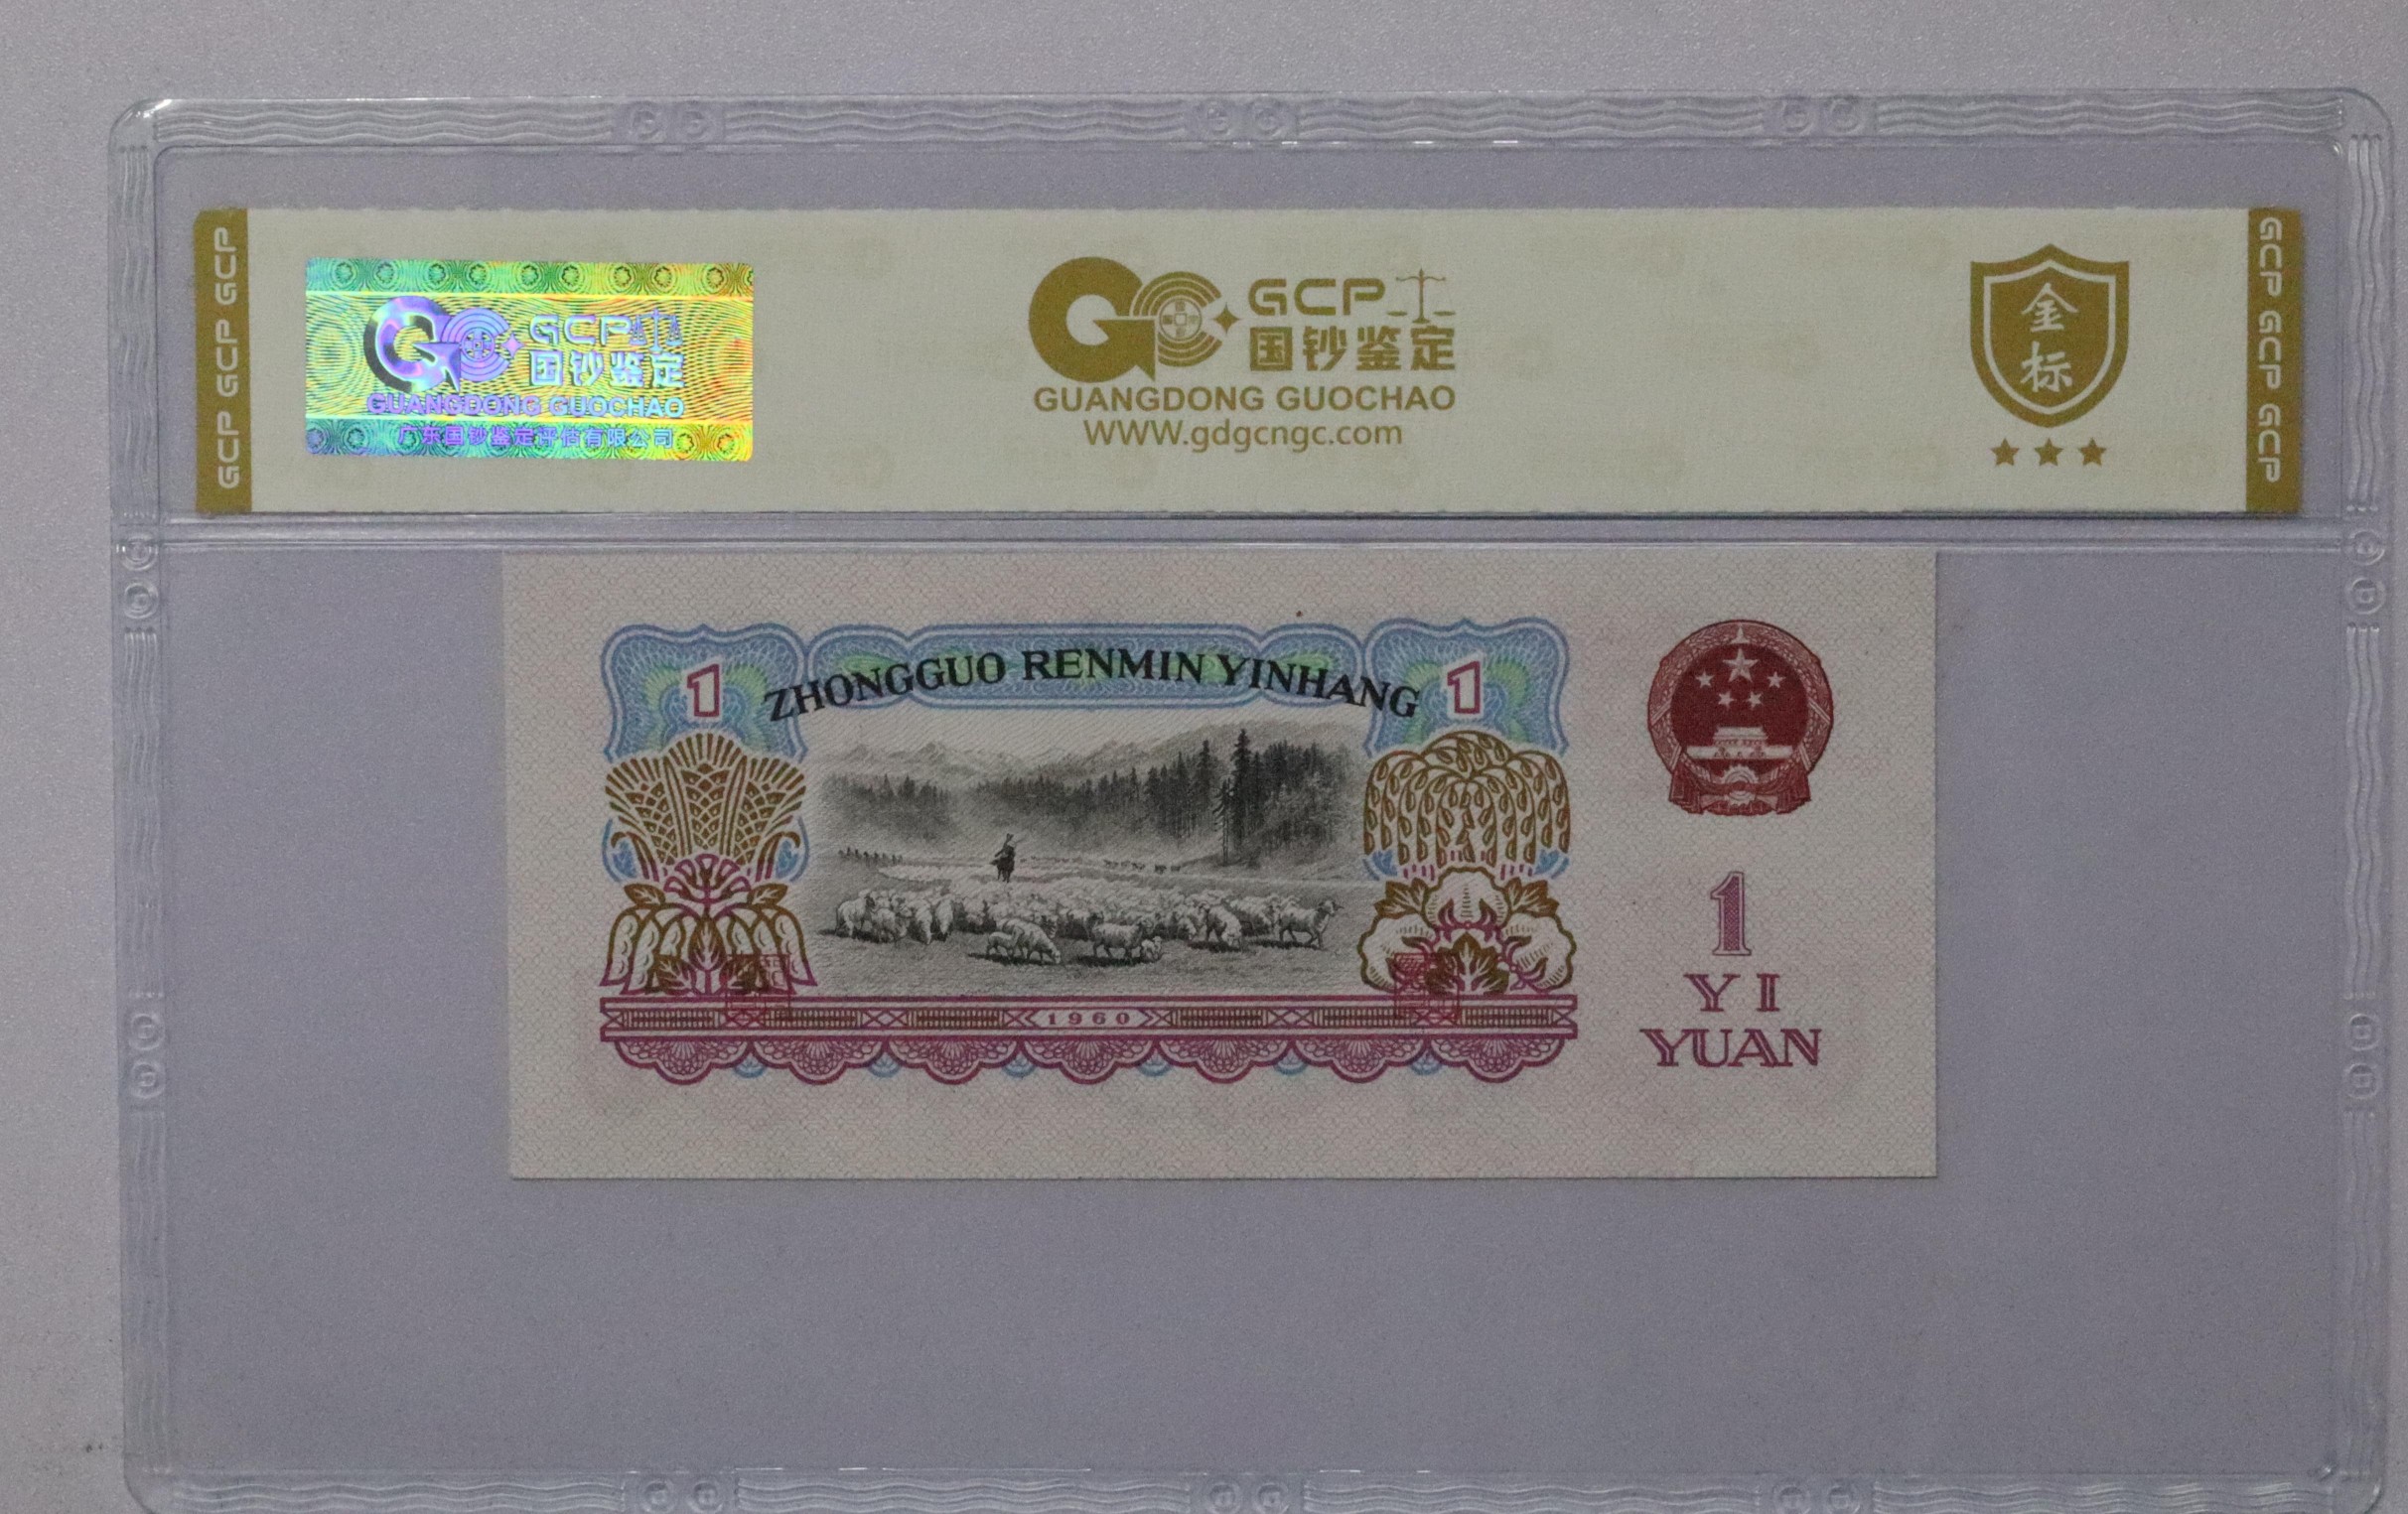 GCP GCP GCP
GCP
国钞鉴定
GUANGDONG GUOCHAO
广东国钞鉴定评估有限公司
GCP
国钞鉴定
GUANGDONG GUOCHAO
WWW.gdgcngc.com
金
标
GCP GCP GCP
1
ZHONGGUO RENMIN YINHANG
1
1960
1
YI
YUAN